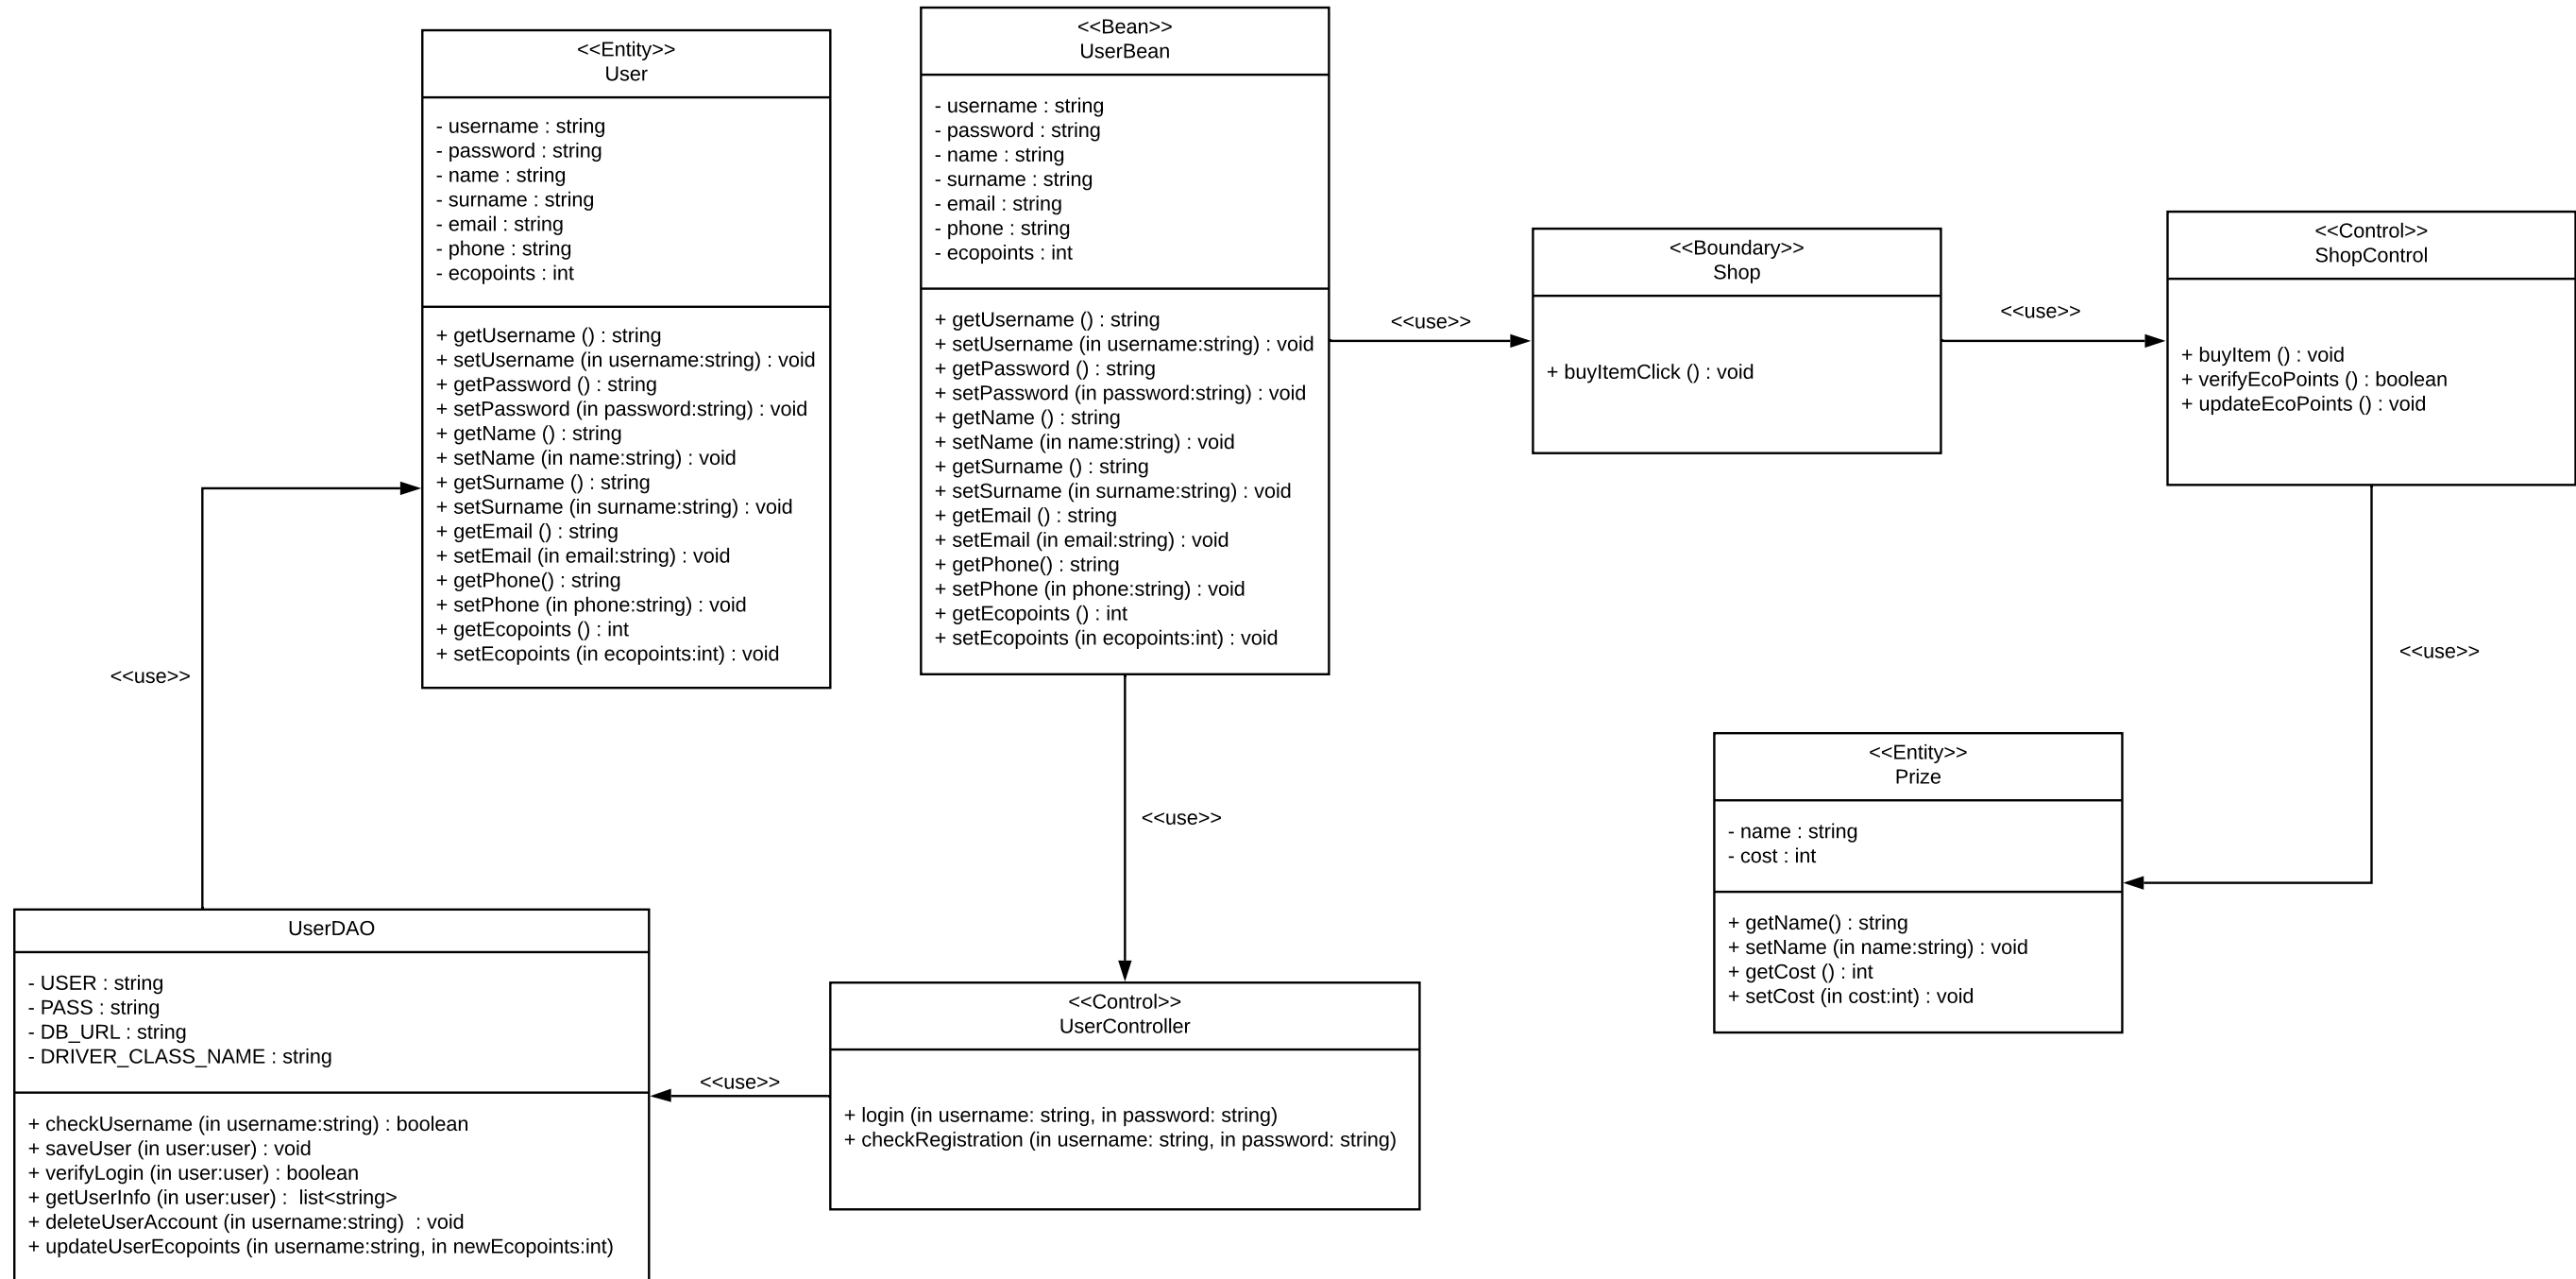 <<Entity>>
User
- username : string
- password : string
- name : string
- surname : string
- email : string
- phone : string
- ecopoints : int
+ getUsername () : string
+ setUsername (in username:string) : void
+ getPassword () : string
+ setPassword (in password:string) : void
+ getName () : string
+ setName (in name:string) : void
+ getSurname () : string
+ setSurname (in surname:string) : void
+ getEmail () : string
+ setEmail (in email:string) : void
+ getPhone() : string
+ setPhone (in phone:string) : void
+ getEcopoints () : int
+ setEcopoints (in ecopoints:int) : void
<<Bean>>
UserBean
- username : string
- password : string
- name : string
- surname : string
- email : string
- phone : string
- ecopoints : int
+ getUsername () : string
+ setUsername (in username:string) : void
+ getPassword () : string
+ setPassword (in password:string) : void
+ getName () : string
+ setName (in name:string) : void
+ getSurname () : string
+ setSurname (in surname:string) : void
+ getEmail () : string
+ setEmail (in email:string) : void
+ getPhone() : string
+ setPhone (in phone:string) : void
+ getEcopoints () : int
+ setEcopoints (in ecopoints:int) : void
<<use>>
<<Boundary>>
Shop
+ buyItemClick () : void
<<use>>
<<Control>>
ShopControl
+ buyItem () : void
+ verifyEcoPoints () : boolean
+ updateEcoPoints () : void
<<use>>
<<use>>
<<use>>
<<Entity>>
Prize
- name : string
- cost : int
+ getName() : string
+ setName (in name:string) : void
+ getCost () : int
+ setCost (in cost:int) : void
UserDAO
- USER : string
- PASS : string
- DB_URL : string
- DRIVER_CLASS_NAME : string
+ checkUsername (in username:string) : boolean
+ saveUser (in user:user) : void
+ verifyLogin (in user:user) : boolean
+ getUserInfo (in user:user) :  list<string>
+ deleteUserAccount (in username:string)  : void
+ updateUserEcopoints (in username:string, in newEcopoints:int)
<<use>>
<<Control>>
UserController
+ login (in username: string, in password: string)
+ checkRegistration (in username: string, in password: string)